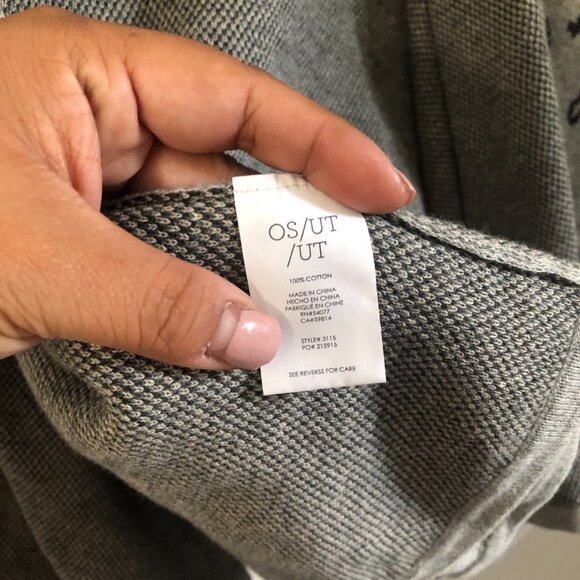 OS/UT
/UT
100% COTTON
MADE IN CHINA
HECHO EN CHINA
FABRIQUÉ EN CHINE
RN#54077
CA#59814
STYLE# 3115
PO# 215915
SEE REVERSE FOR CARE